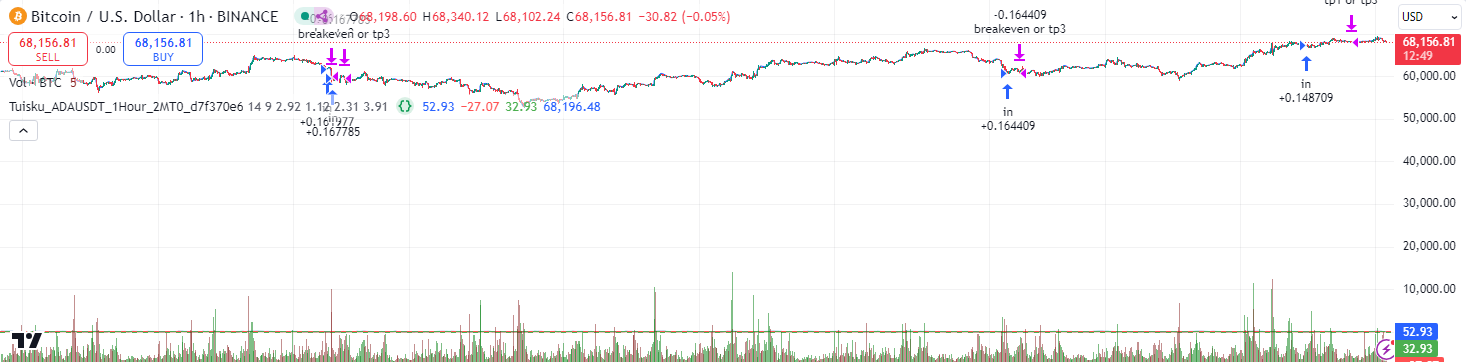 Bitcoin / U.S. Dollar · 1h · BINANCE
O68,198.60 H68,340.12 L68,102.24 C68,156.81 −30.82 (−0.05%)
68,156.81
SELL
0.00
68,156.81
BUY
Vol · BTC 5
Tuisku_ADAUSDT_1Hour_2MT0_d7f370e6 14 9 2.92 1.12 2.31 3.91 52.93 −27.07 32.93 68,196.48
breakeven or tp3
in
+0.167785
-0.164409
breakeven or tp3
in
+0.164409
tp1 or tp3
in
+0.148709
USD
68,156.81
12:49
60,000.00
50,000.00
40,000.00
30,000.00
20,000.00
10,000.00
52.93
32.93